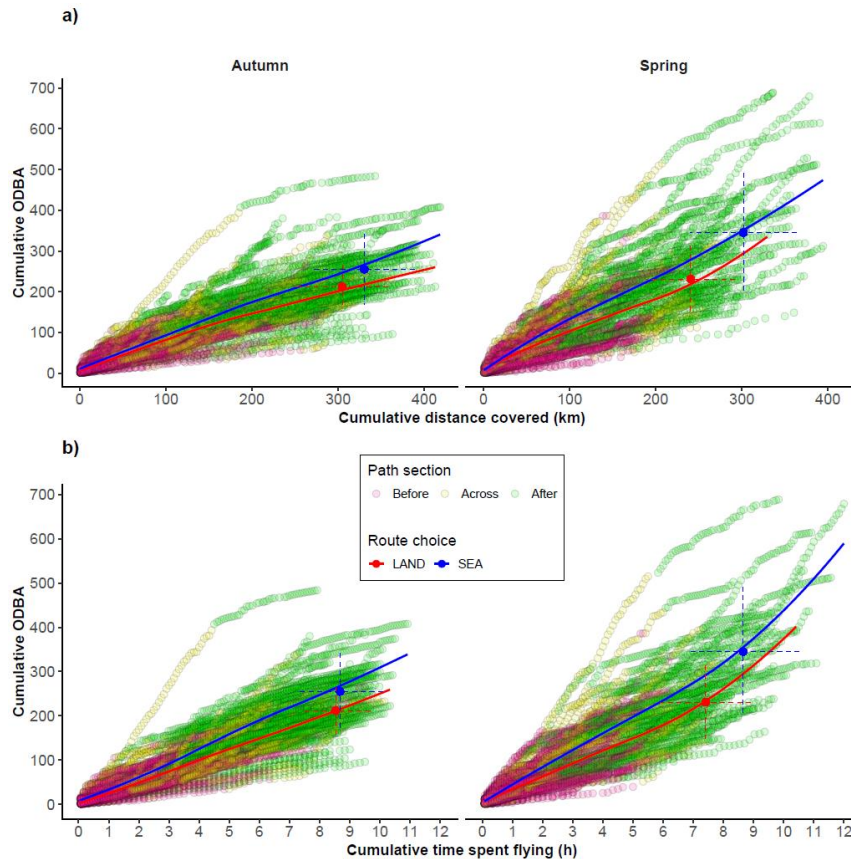 a)
Autumn Spring
700
600
500
400
300
200
100
0
0 100 200 300 400 0 100 200 300 400
Cumulative ODBA
Cumulative distance covered (km)
b)
Path section
Before Across After
Route choice
LAND SEA
700
600
500
400
300
200
100
0
0 1 2 3 4 5 6 7 8 9 10 11 12 0 1 2 3 4 5 6 7 8 9 10 11 12
Cumulative ODBA
Cumulative time spent flying (h)